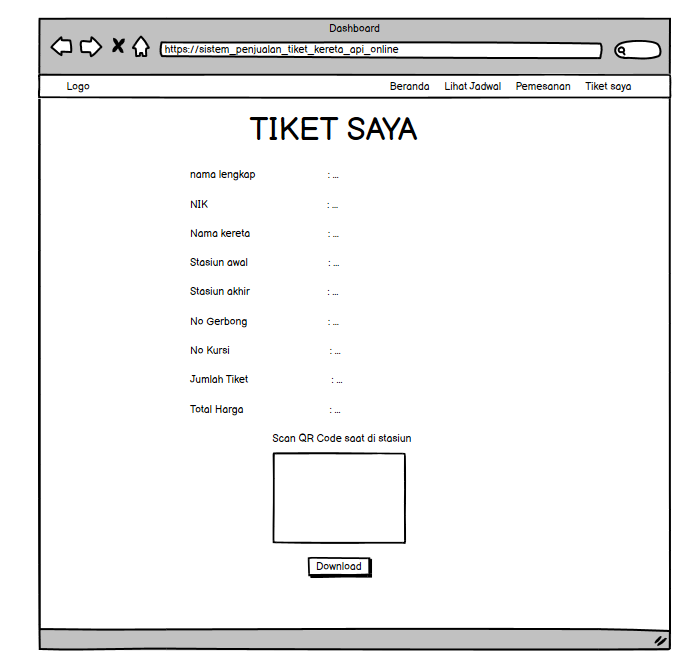 Dashboard
https://sistem_penjualan_tiket_kereta_api_online
Logo Beranda Lihat Jadwal Pemesanan Tiket saya
TIKET SAYA
nama lengkap : ...
NIK : ...
Nama kereta : ...
Stasiun awal : ...
Stasiun akhir : ...
No Gerbong : ...
No Kursi : ...
Jumlah Tiket : ...
Total Harga : ...
Scan QR Code saat di stasiun
Download